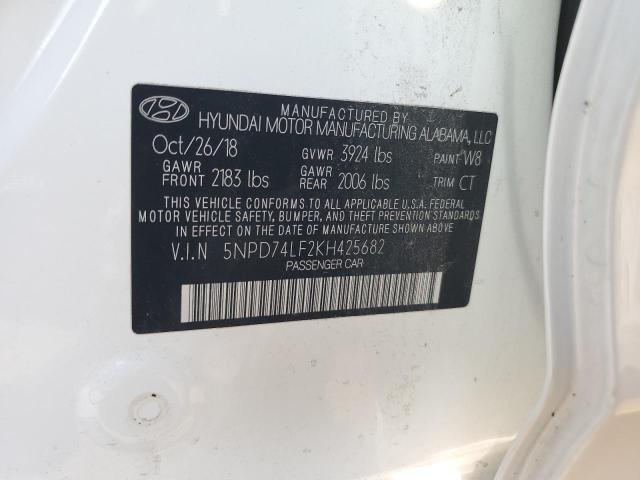 MANUFACTURED BY
HYUNDAI MOTOR MANUFACTURING ALABAMA, LLC
Oct/26/18 GVWR 3924 lbs PAINT W8
GAWR FRONT 2183 lbs GAWR REAR 2006 lbs TRIM CT
THIS VEHICLE CONFORMS TO ALL APPLICABLE U.S.A. FEDERAL
MOTOR VEHICLE SAFETY, BUMPER, AND THEFT PREVENTION STANDARDS
IN EFFECT ON THE DATE OF MANUFACTURE SHOWN ABOVE.
V.I.N 5NPD74LF2KH425682
PASSENGER CAR